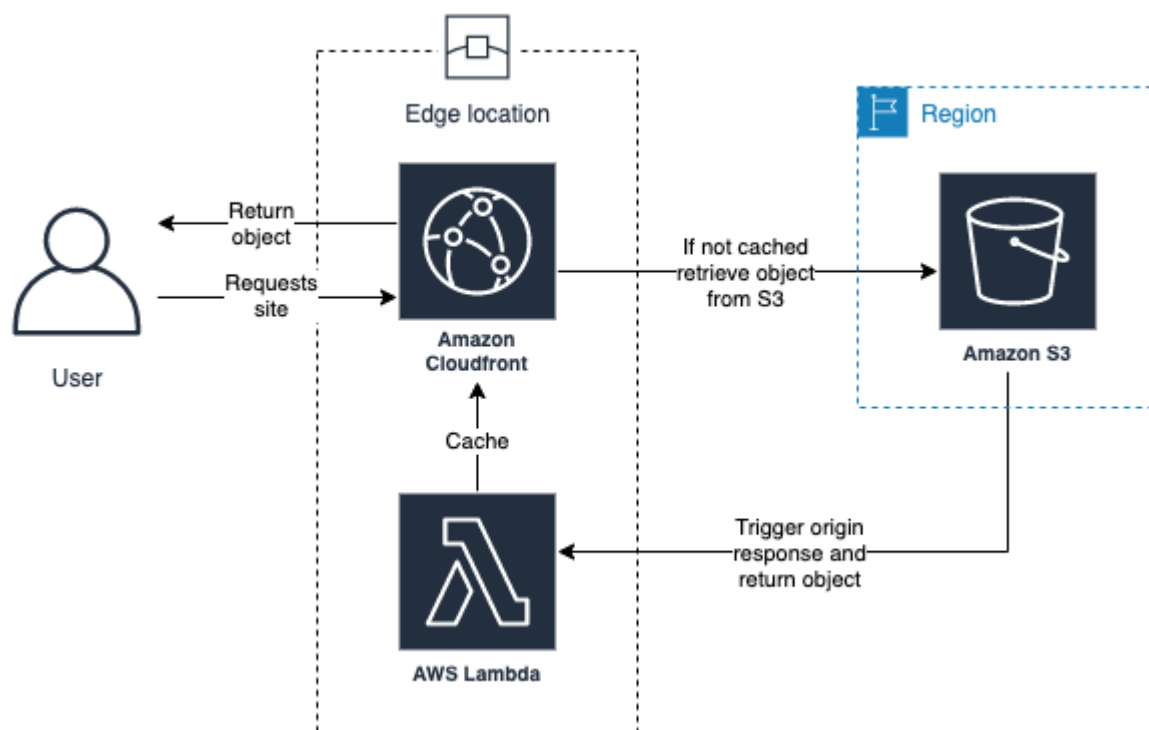 Edge location
Region
Return
object
Requests
site
User
Amazon
Cloudfront
If not cached
retrieve object
from S3
Amazon S3
Cache
Trigger origin
response and
return object
AWS Lambda